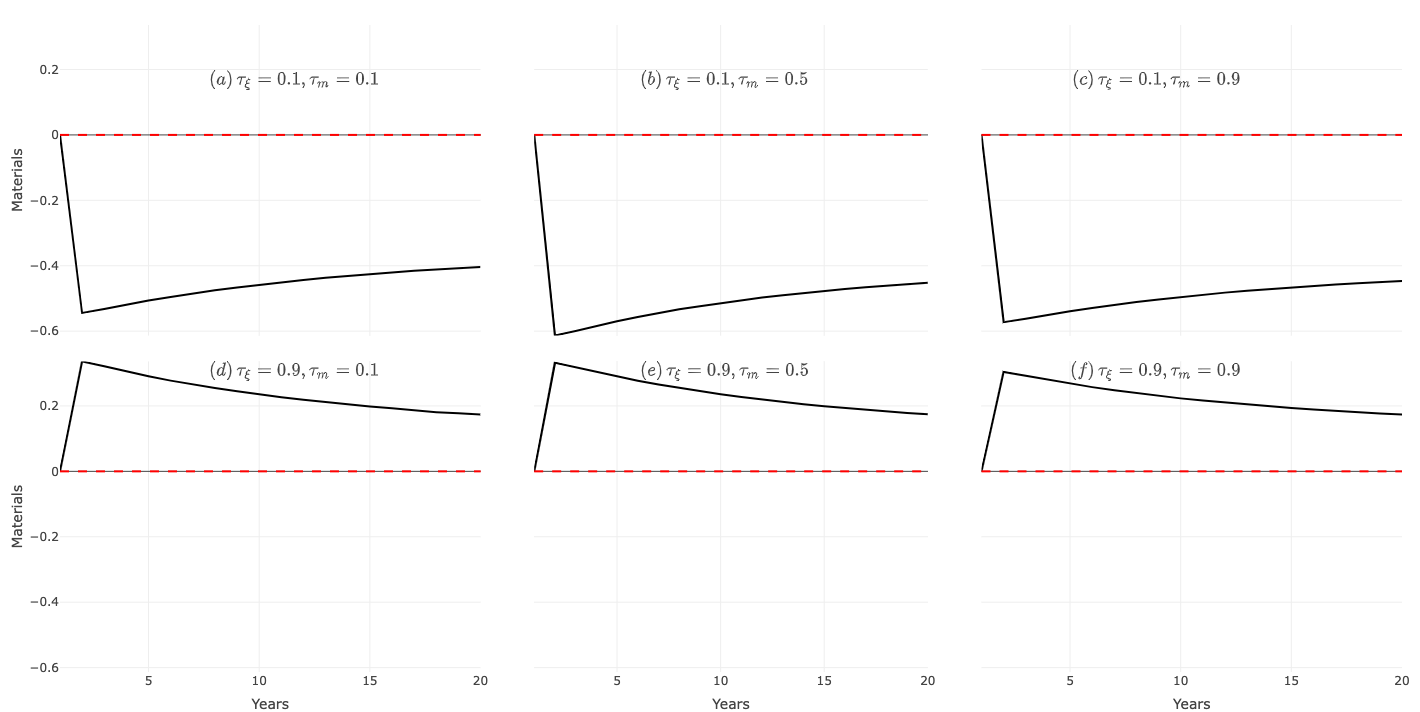 (a) τ_ξ = 0.1, τ_m = 0.1
(b) τ_ξ = 0.1, τ_m = 0.5
(c) τ_ξ = 0.1, τ_m = 0.9
Materials
0.2
0
−0.2
−0.4
−0.6
(d) τ_ξ = 0.9, τ_m = 0.1
(e) τ_ξ = 0.9, τ_m = 0.5
(f) τ_ξ = 0.9, τ_m = 0.9
Materials
0.2
0
−0.2
−0.4
−0.6
5 10 15 20
5 10 15 20
5 10 15 20
Years
Years
Years